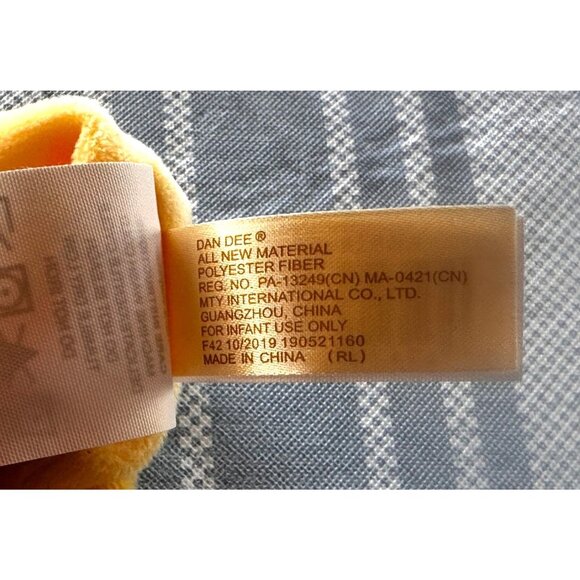 DAN DEE ®
ALL NEW MATERIAL
POLYESTER FIBER
REG. NO. PA-13249(CN) MA-0421(CN)
MTY INTERNATIONAL CO., LTD.
GUANGZHOU, CHINA
FOR INFANT USE ONLY
F42 10/2019 190521160
MADE IN CHINA (RL)